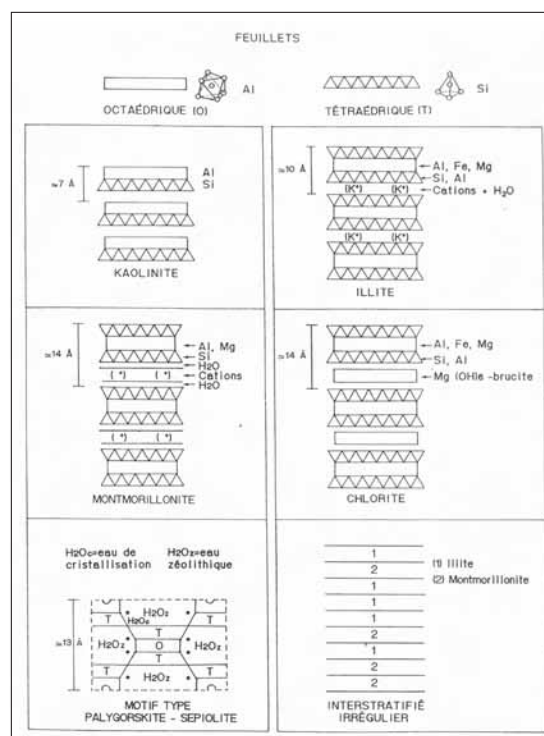 FEUILLETS
Al
Si
OCTAÉDRIQUE (O)
TÉTRAÉDRIQUE (T)
≃7 Å
Al
Si
KAOLINITE
≃10 Å
Al, Fe, Mg
Si, Al
(K⁺) (K⁺)
Cations + H2O
(K⁺) (K⁺)
ILLITE
≃14 Å
Al, Mg
Si
H2O
( ⁺) ( ⁺)
Cations
H2O
( ⁺) ( ⁺)
MONTMORILLONITE
≃14 Å
Al, Fe, Mg
Si, Al
Mg (OH)6 -brucite
CHLORITE
H2Oc=eau de
cristallisation
H2Oz=eau
zéolithique
≃13 Å
H2Oz
H2Oc
T T
T
H2Oz O H2Oz
T
T T
H2Oz
MOTIF TYPE
PALYGORSKITE - SEPIOLITE
1
2
1
1
1
2
1
2
2
(1) Illite
(2) Montmorillonite
INTERSTRATIFIÉ
IRRÉGULIER